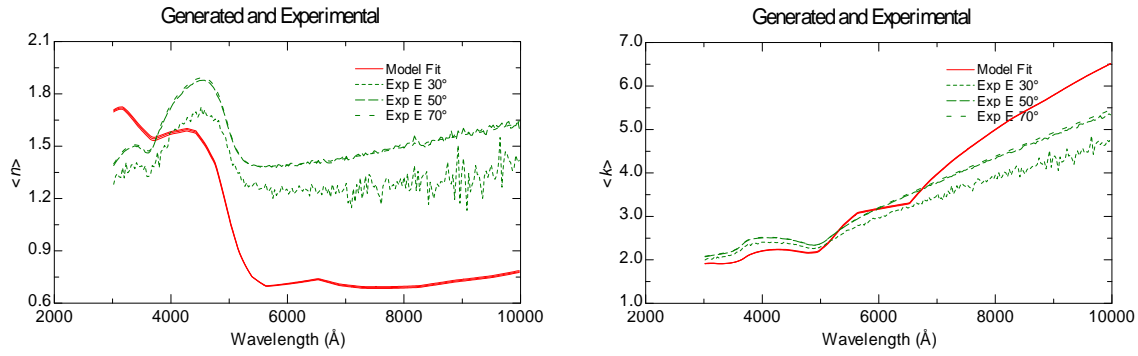 Generated and Experimental
Model Fit
Exp E 30°
Exp E 50°
Exp E 70°
<n>
2.1
1.8
1.5
1.2
0.9
0.6
2000
4000
6000
8000
10000
Wavelength (Å)
Generated and Experimental
Model Fit
Exp E 30°
Exp E 50°
Exp E 70°
<k>
7.0
6.0
5.0
4.0
3.0
2.0
1.0
2000
4000
6000
8000
10000
Wavelength (Å)